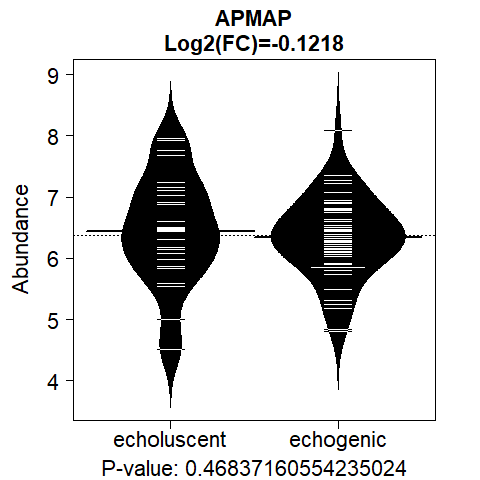 APMAP
Log2(FC)=-0.1218
9
8
7
6
5
4
Abundance
echoluscent echogenic
P-value: 0.46837160554235024